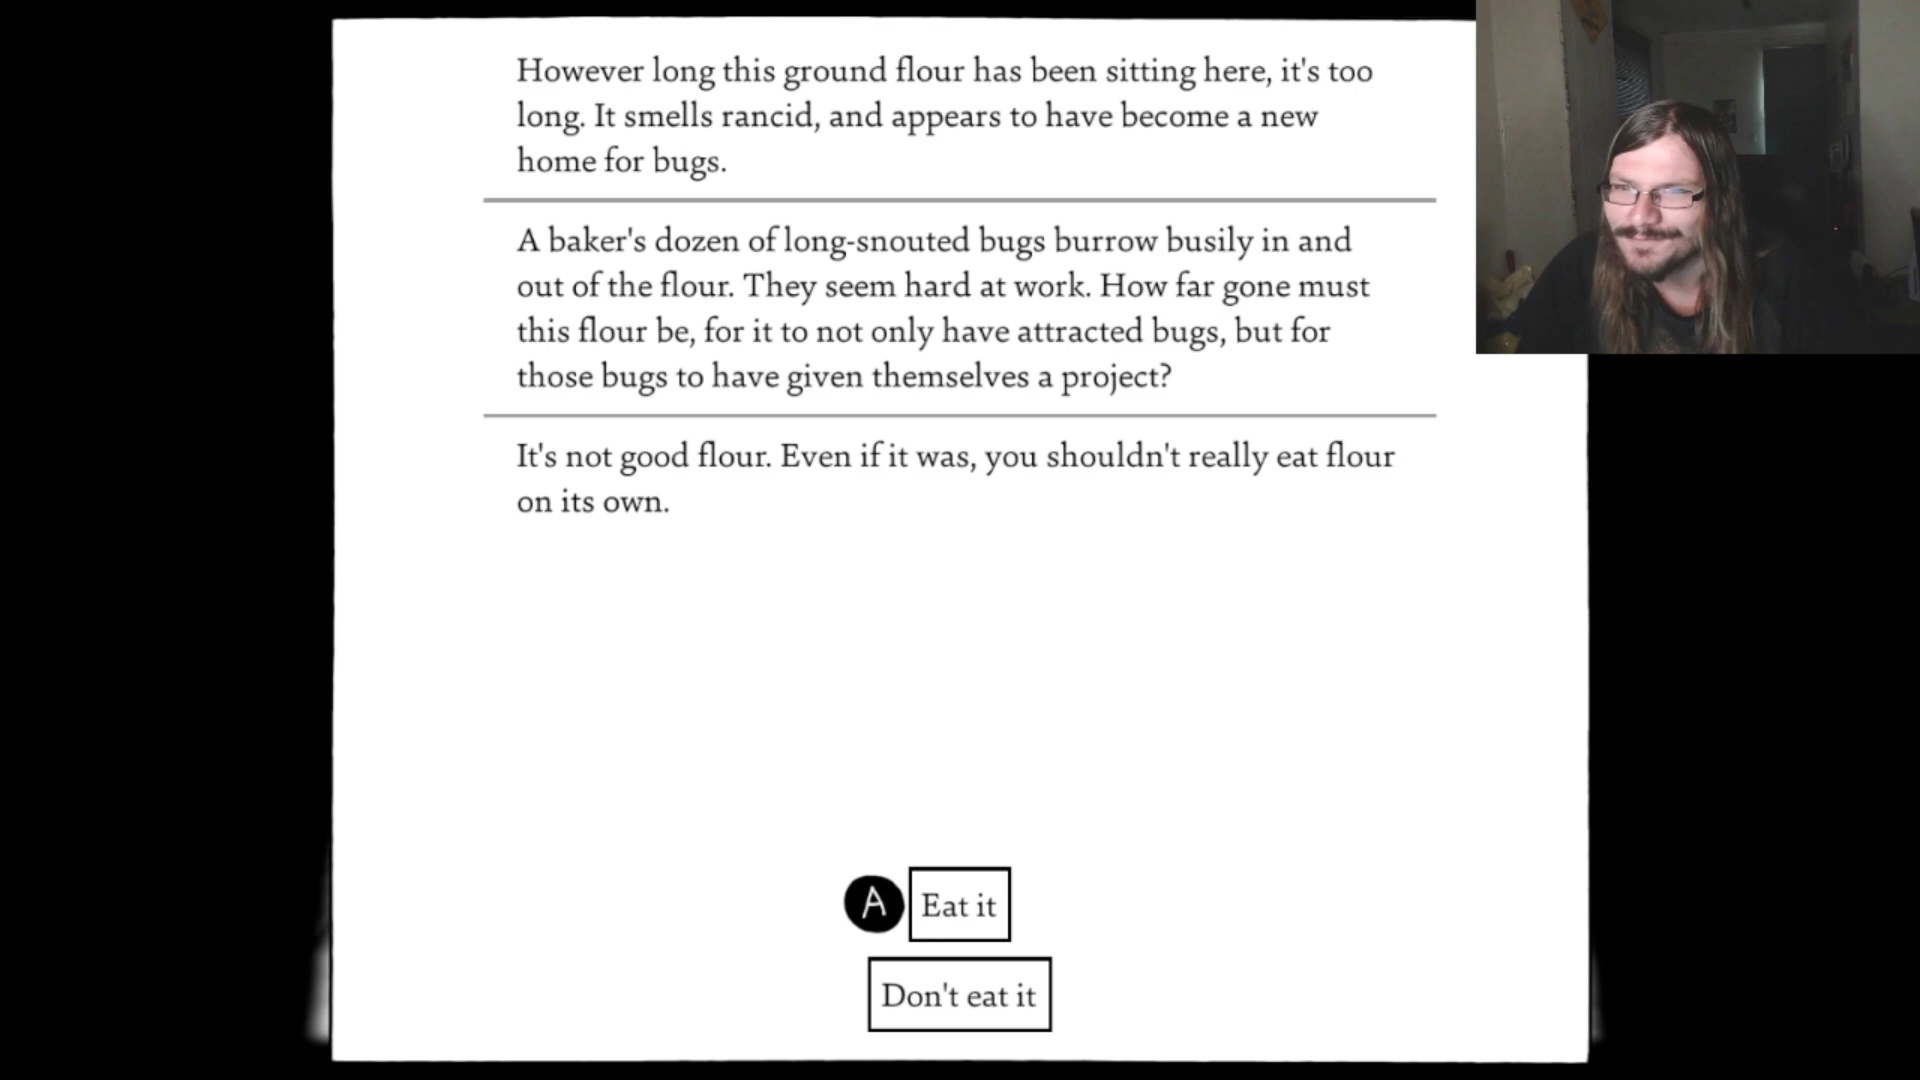 However long this ground flour has been sitting here, it's too
long. It smells rancid, and appears to have become a new
home for bugs.
A baker's dozen of long-snouted bugs burrow busily in and
out of the flour. They seem hard at work. How far gone must
this flour be, for it to not only have attracted bugs, but for
those bugs to have given themselves a project?
It's not good flour. Even if it was, you shouldn't really eat flour
on its own.
A Eat it
Don't eat it